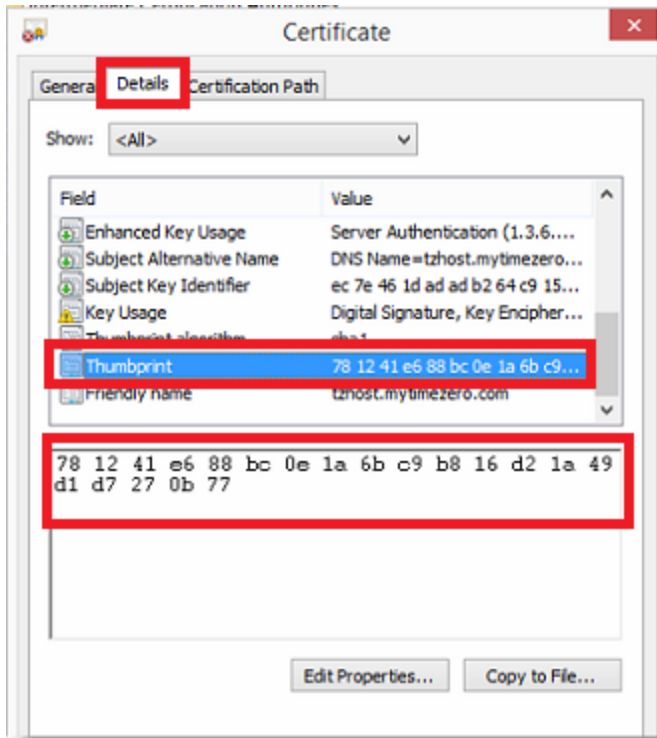 Certificate
Details Certification Path
Show: <All>
Field Value
Enhanced Key Usage Server Authentication (1.3.6....
Subject Alternative Name DNS Name=tzhost.mytimezero...
Subject Key Identifier ec 7e 46 1d ad ad b2 64 c9 15...
Key Usage Digital Signature, Key Encipher...
Thumbprint algorithm sha1
Thumbprint 78 12 41 e6 88 bc 0e 1a 6b c9...
Friendly name tzhost.mytimezero.com
78 12 41 e6 88 bc 0e 1a 6b c9 b8 16 d2 1a 49
d1 d7 27 0b 77
Edit Properties... Copy to File...